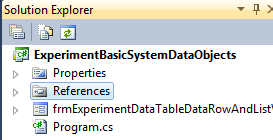 Solution Explorer
ExperimentBasicSystemDataObjects
Properties
References
frmExperimentDataTableDataRowAndList
Program.cs